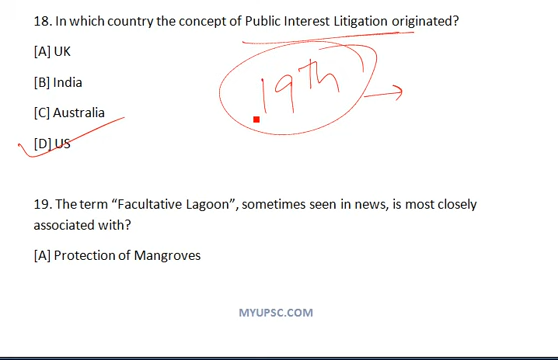 18. In which country the concept of Public Interest Litigation originated?
[A] UK
19th
[B] India
[C] Australia
[D] US
19. The term “Facultative Lagoon”, sometimes seen in news, is most closely
associated with?
[A] Protection of Mangroves
MYUPSC.COM